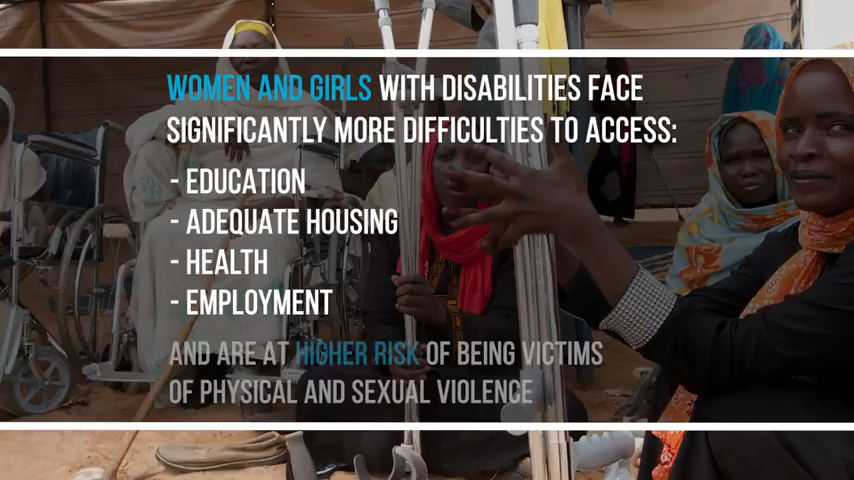 WOMEN AND GIRLS WITH DISABILITIES FACE
SIGNIFICANTLY MORE DIFFICULTIES TO ACCESS:
- EDUCATION
- ADEQUATE HOUSING
- HEALTH
- EMPLOYMENT
AND ARE AT HIGHER RISK OF BEING VICTIMS
OF PHYSICAL AND SEXUAL VIOLENCE